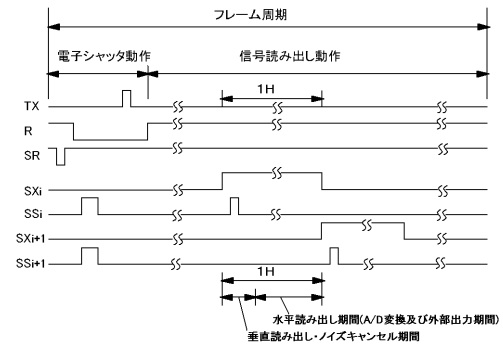 フレーム周期
電子シャッタ動作
信号読み出し動作
1H
TX
R
SR
SXi
SSi
SXi+1
SSi+1
1H
水平読み出し期間(A/D変換及び外部出力期間)
垂直読み出し・ノイズキャンセル期間